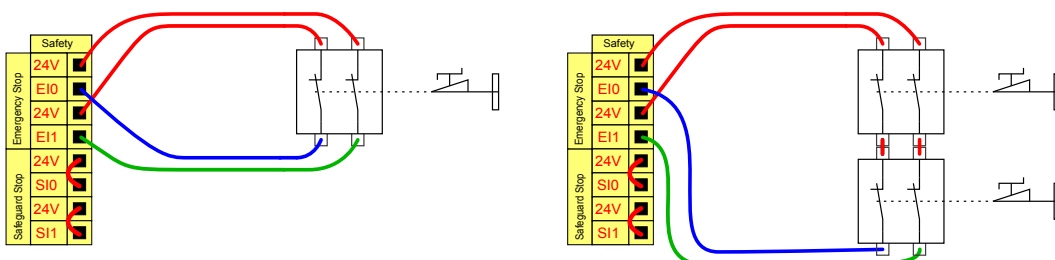 Safety
Emergency Stop
24V
EI0
24V
EI1
Safeguard Stop
24V
SI0
24V
SI1
Safety
Emergency Stop
24V
EI0
24V
EI1
Safeguard Stop
24V
SI0
24V
SI1